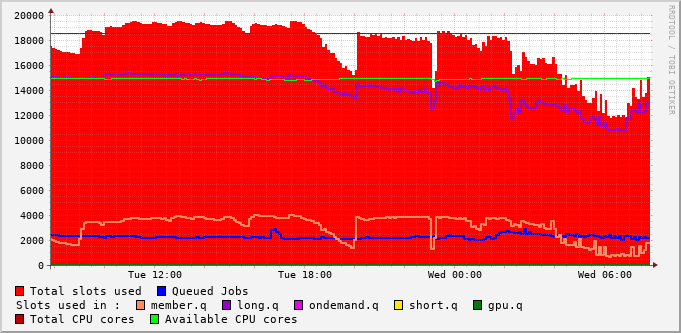 20000
18000
16000
14000
12000
10000
8000
6000
4000
2000
0
Tue 12:00 Tue 18:00 Wed 00:00 Wed 06:00
RRDTOOL / TOBI OETIKER
Total slots used Queued Jobs
Slots used in : member.q long.q ondemand.q short.q gpu.q
Total CPU cores Available CPU cores